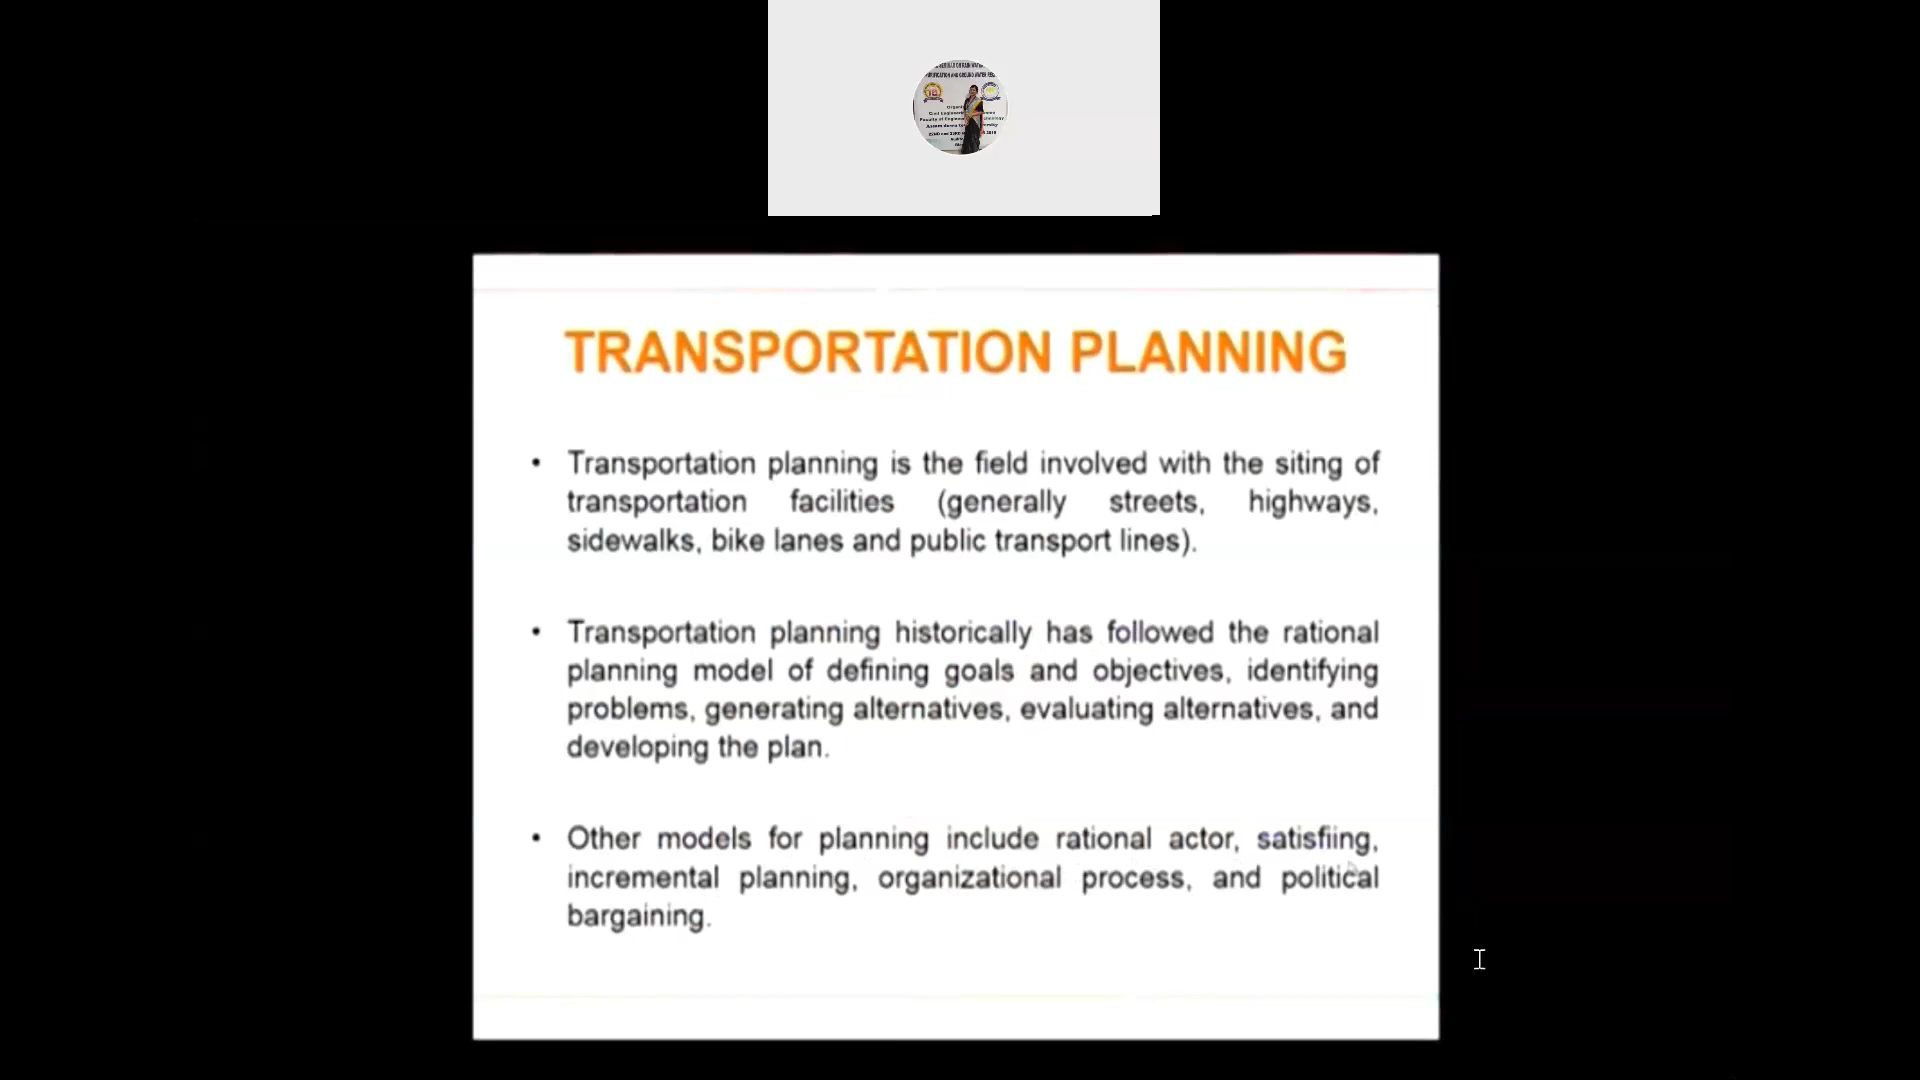 TRANSPORTATION PLANNING
• Transportation planning is the field involved with the siting of
transportation facilities (generally streets, highways,
sidewalks, bike lanes and public transport lines).
• Transportation planning historically has followed the rational
planning model of defining goals and objectives, identifying
problems, generating alternatives, evaluating alternatives, and
developing the plan.
• Other models for planning include rational actor, satisfiing,
incremental planning, organizational process, and political
bargaining.